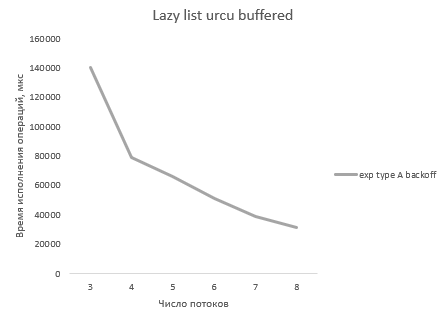 Lazy list urcu buffered
160000
140000
120000
100000
80000
60000
40000
20000
0
Время исполнения операций, мкс
3 4 5 6 7 8
Число потоков
exp type A backoff